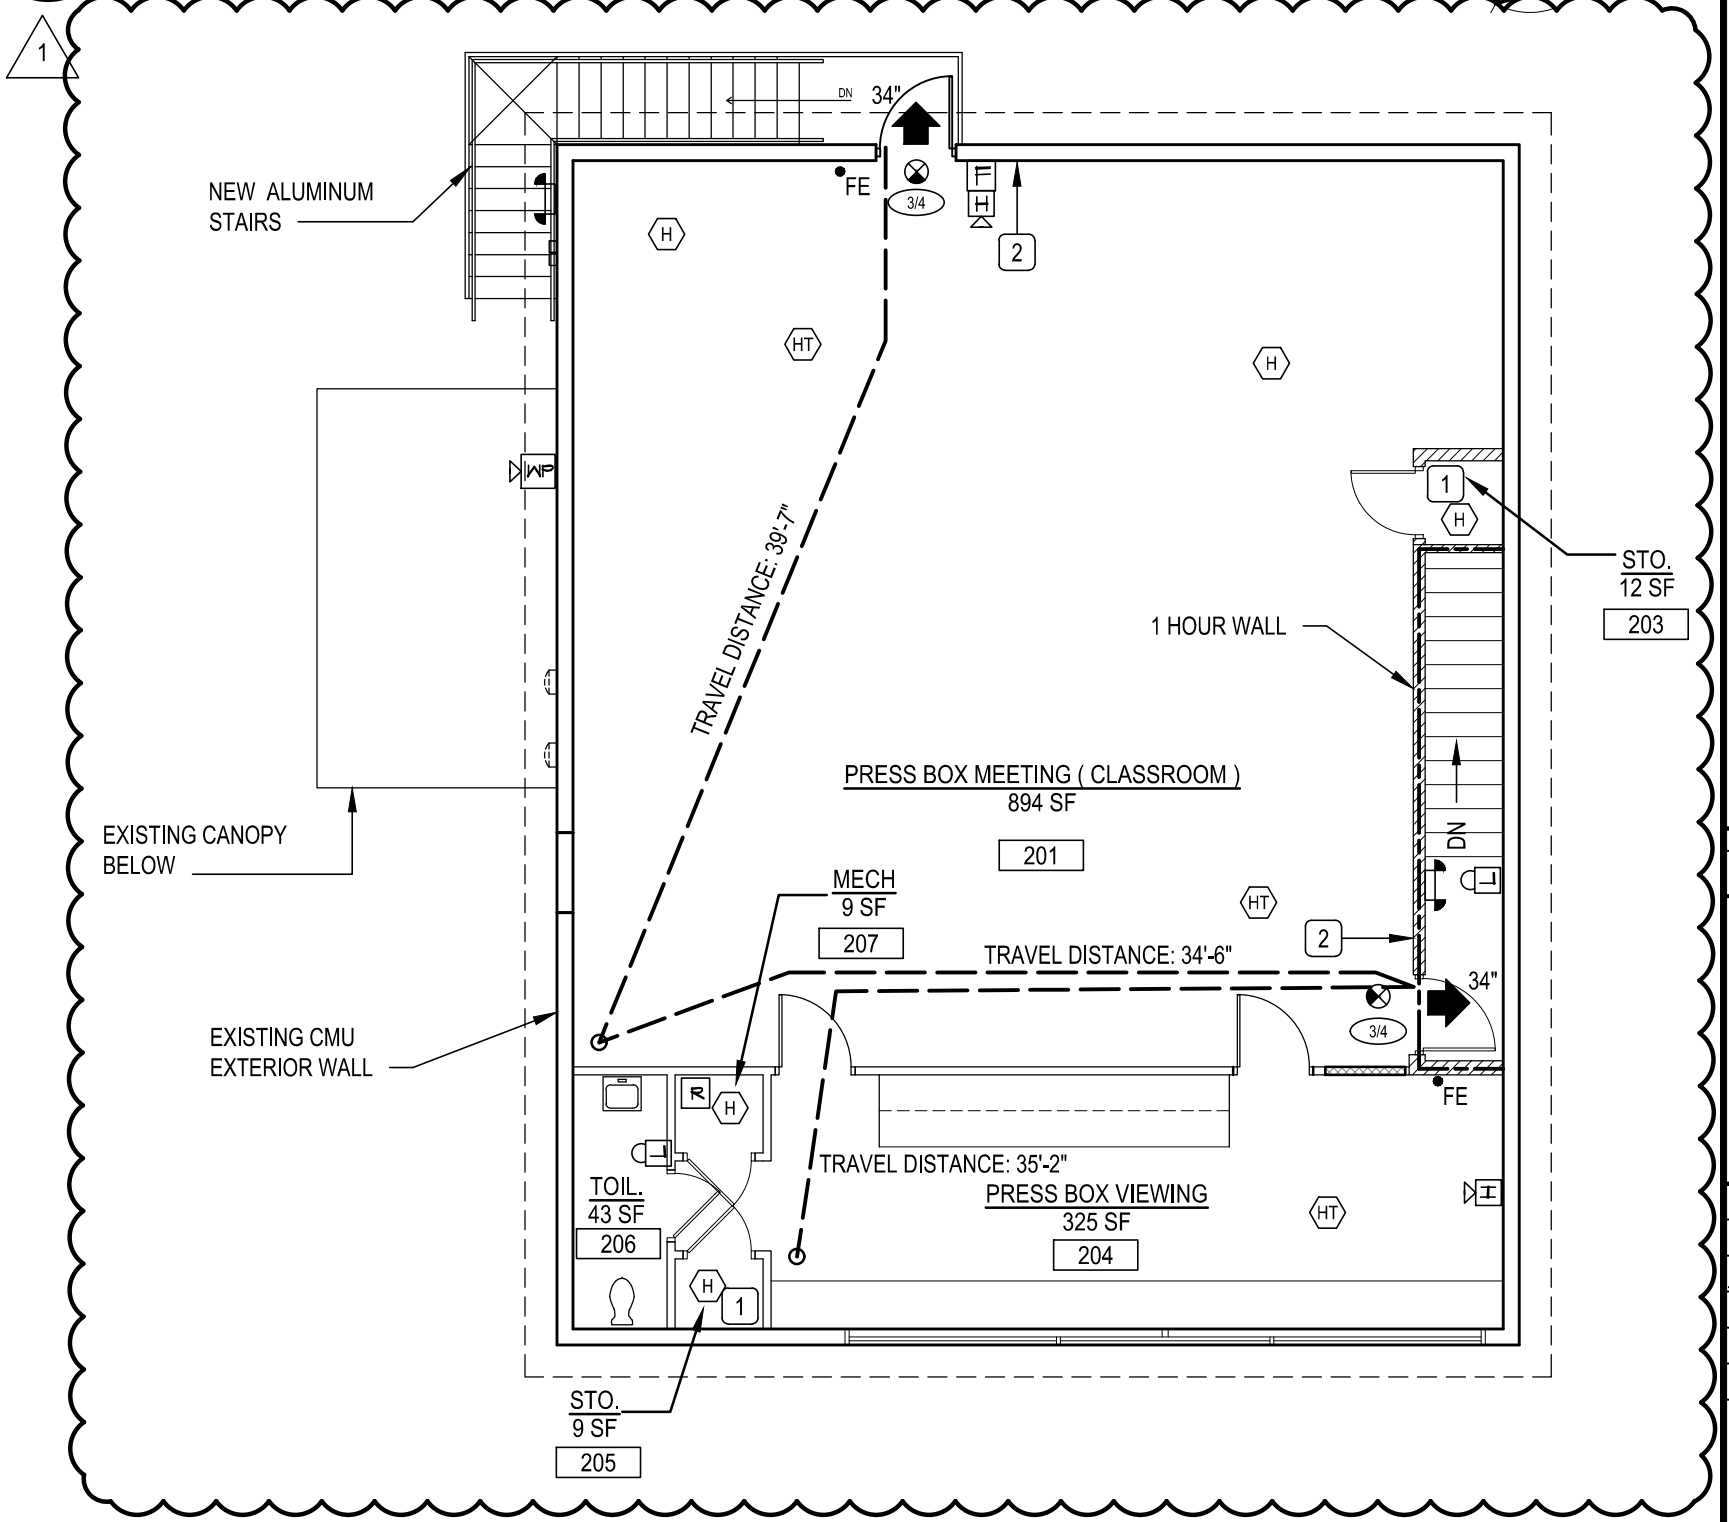 1
DN
34"
NEW ALUMINUM
STAIRS
FE
3/4
F
H
2
H
HT
H
WP
1
H
STO.
12 SF
203
TRAVEL DISTANCE: 39'-7"
1 HOUR WALL
PRESS BOX MEETING ( CLASSROOM )
894 SF
201
DN
EXISTING CANOPY
BELOW
MECH
9 SF
207
HT
L
2
TRAVEL DISTANCE: 34'-6"
34"
3/4
EXISTING CMU
EXTERIOR WALL
R
H
FE
L
TRAVEL DISTANCE: 35'-2"
TOIL.
43 SF
206
PRESS BOX VIEWING
325 SF
204
HT
H
H
1
STO.
9 SF
205